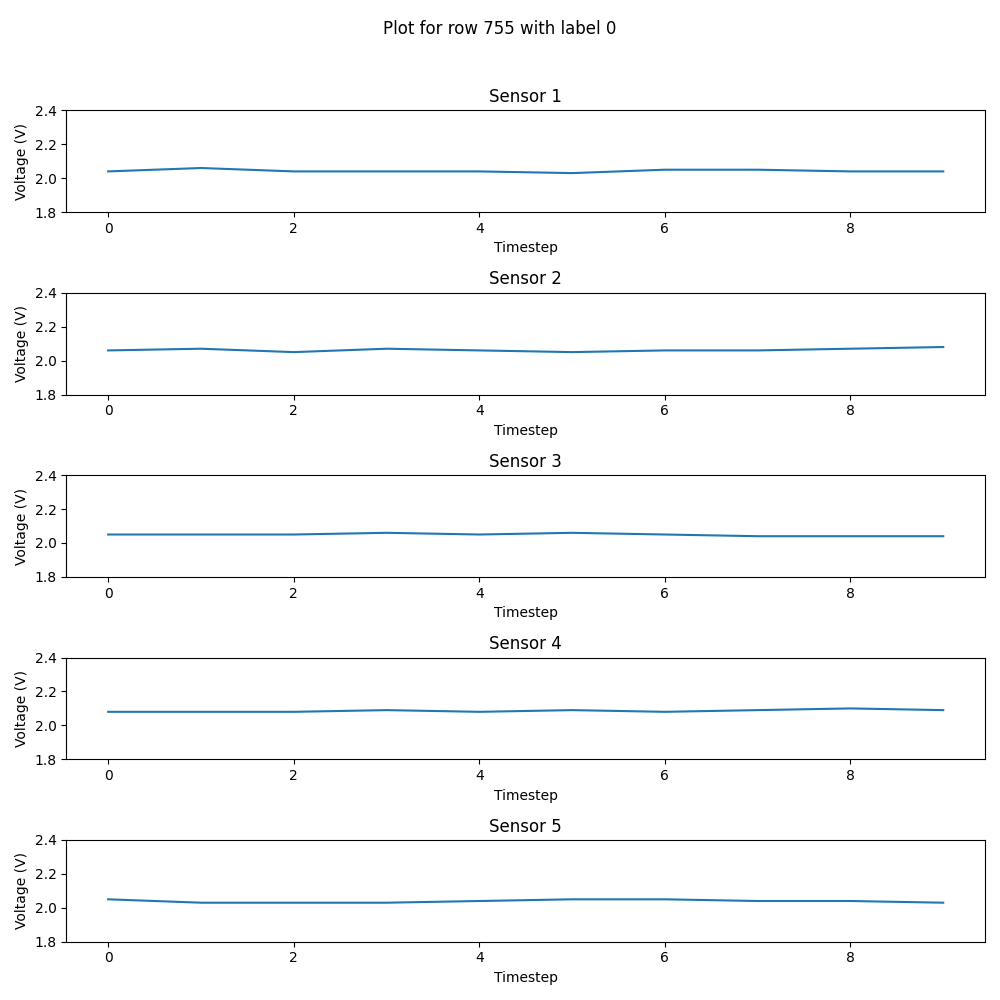 Plot for row 755 with label 0
Sensor 1
2.4
2.2
2.0
1.8
Voltage (V)
0 2 4 6 8
Timestep
Sensor 2
2.4
2.2
2.0
1.8
Voltage (V)
0 2 4 6 8
Timestep
Sensor 3
2.4
2.2
2.0
1.8
Voltage (V)
0 2 4 6 8
Timestep
Sensor 4
2.4
2.2
2.0
1.8
Voltage (V)
0 2 4 6 8
Timestep
Sensor 5
2.4
2.2
2.0
1.8
Voltage (V)
0 2 4 6 8
Timestep